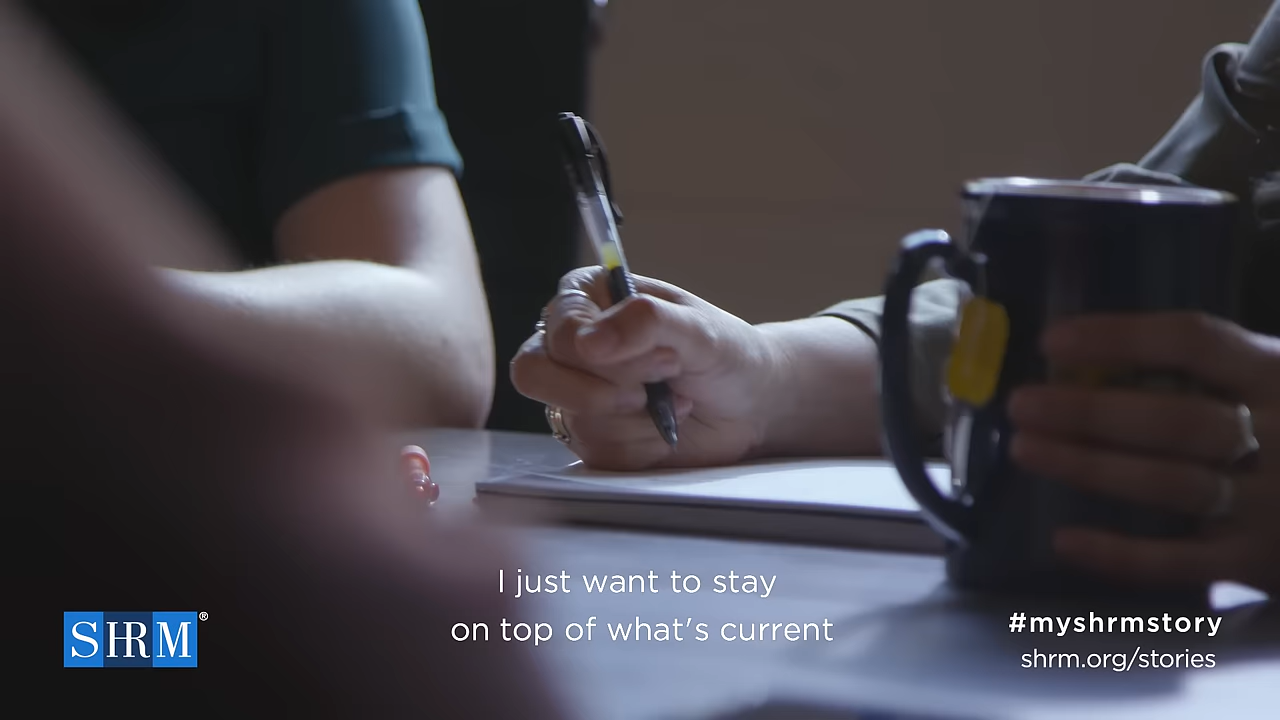 I just want to stay
on top of what's current
SHRM®
#myshrmstory
shrm.org/stories